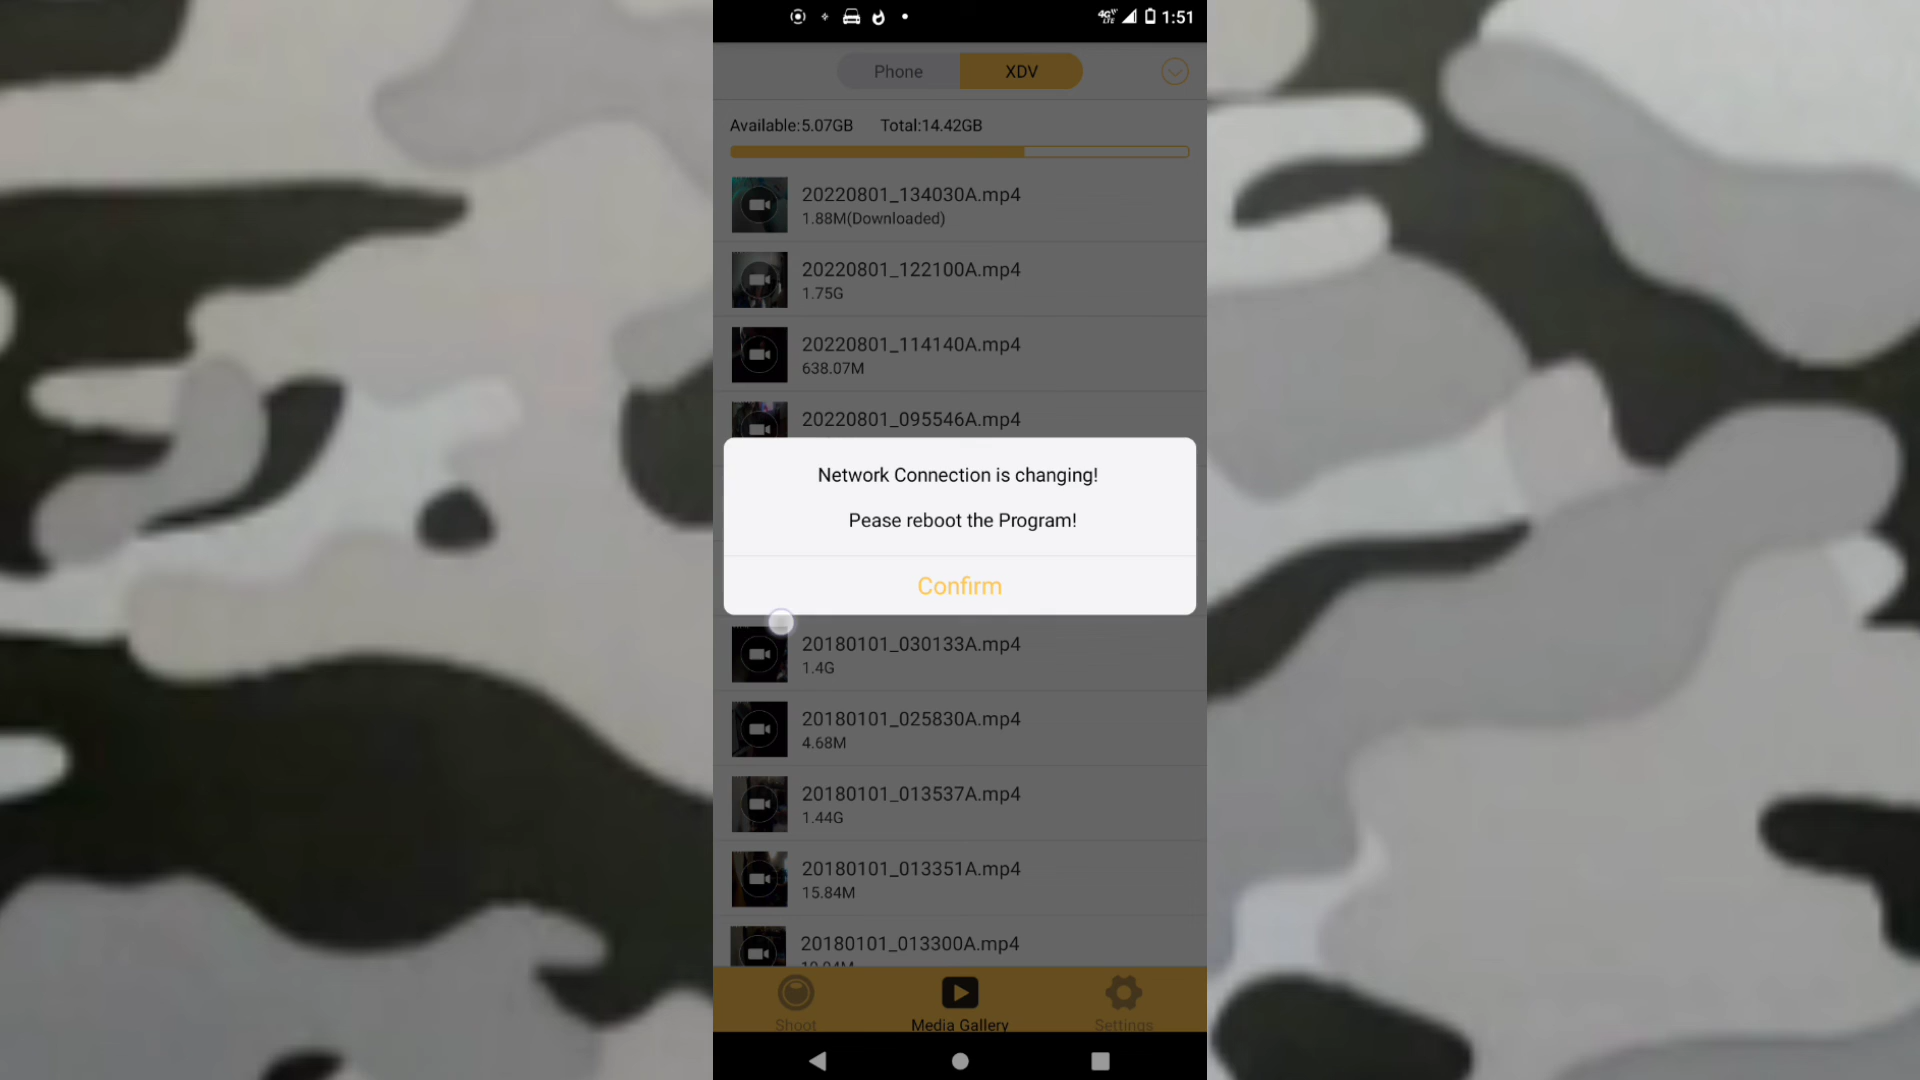 4G LTE 1:51
Phone XDV
Available:5.07GB Total:14.42GB
20220801_134030A.mp4
1.88M(Downloaded)
20220801_122100A.mp4
1.75G
20220801_114140A.mp4
638.07M
20220801_095546A.mp4
Network Connection is changing!
Pease reboot the Program!
Confirm
20180101_030133A.mp4
1.4G
20180101_025830A.mp4
4.68M
20180101_013537A.mp4
1.44G
20180101_013351A.mp4
15.84M
20180101_013300A.mp4
Shoot Media Gallery Settings